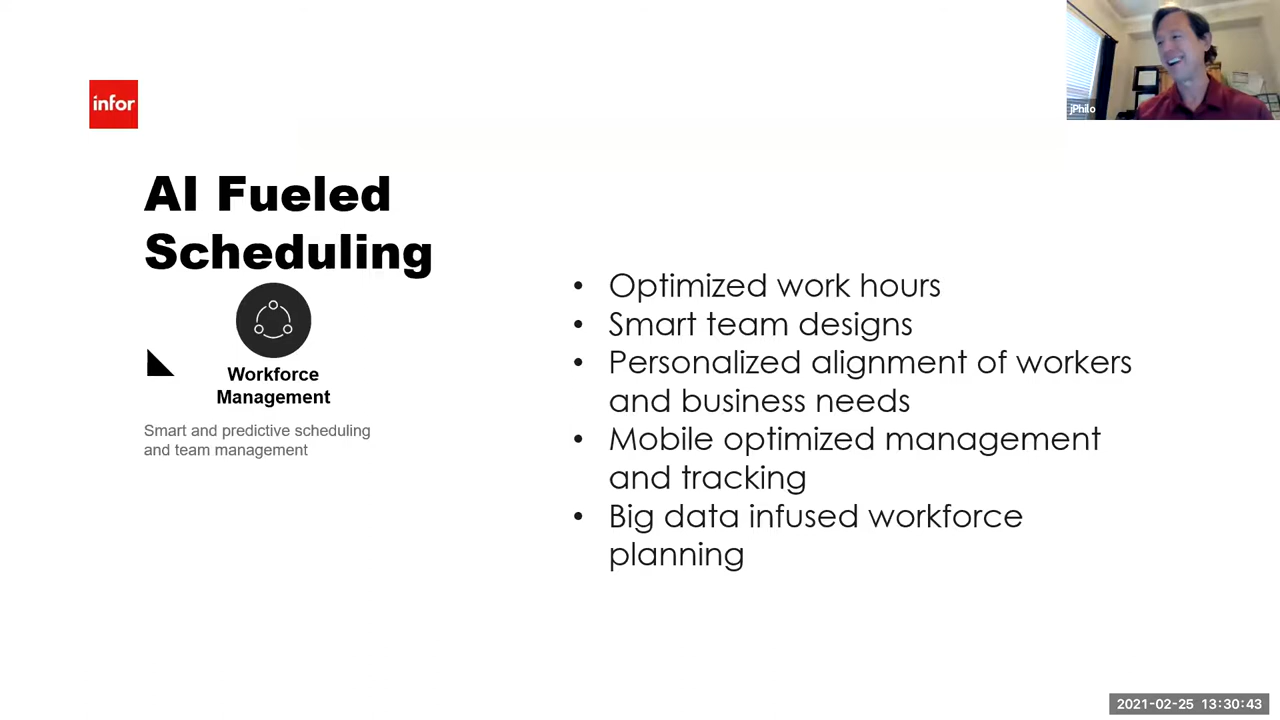 infor
jPhilo
AI Fueled
Scheduling
Workforce
Management
Smart and predictive scheduling
and team management
• Optimized work hours
• Smart team designs
• Personalized alignment of workers
and business needs
• Mobile optimized management
and tracking
• Big data infused workforce
planning
2021-02-25 13:30:43